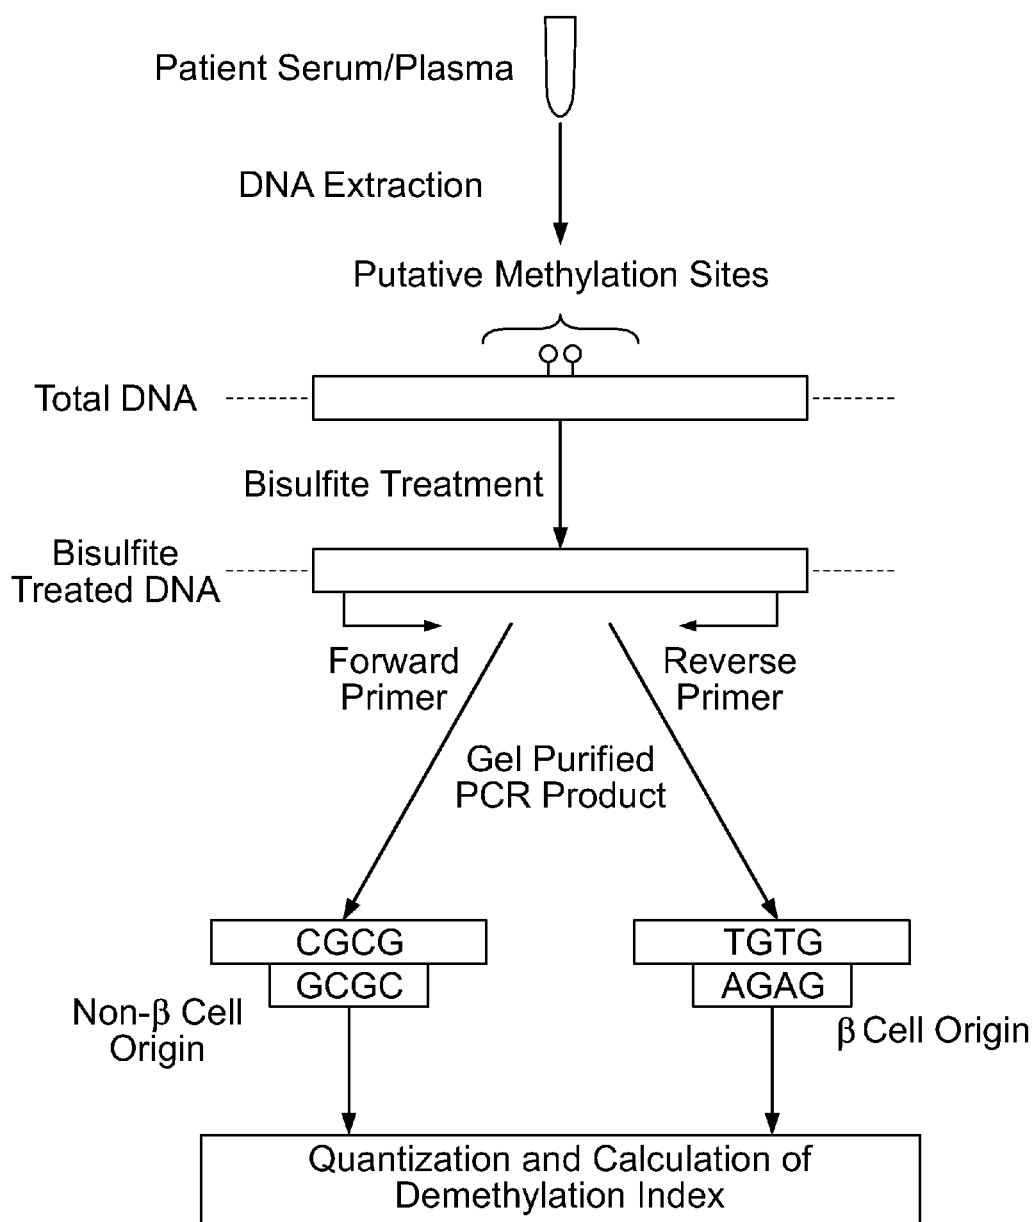 Patient Serum/Plasma
DNA Extraction
Putative Methylation Sites
Total DNA
Bisulfite Treatment
Bisulfite
Treated DNA
Forward
Primer
Reverse
Primer
Gel Purified
PCR Product
CGCG
GCGC
Non-β Cell
Origin
TGTG
AGAG
β Cell Origin
Quantization and Calculation of
Demethylation Index